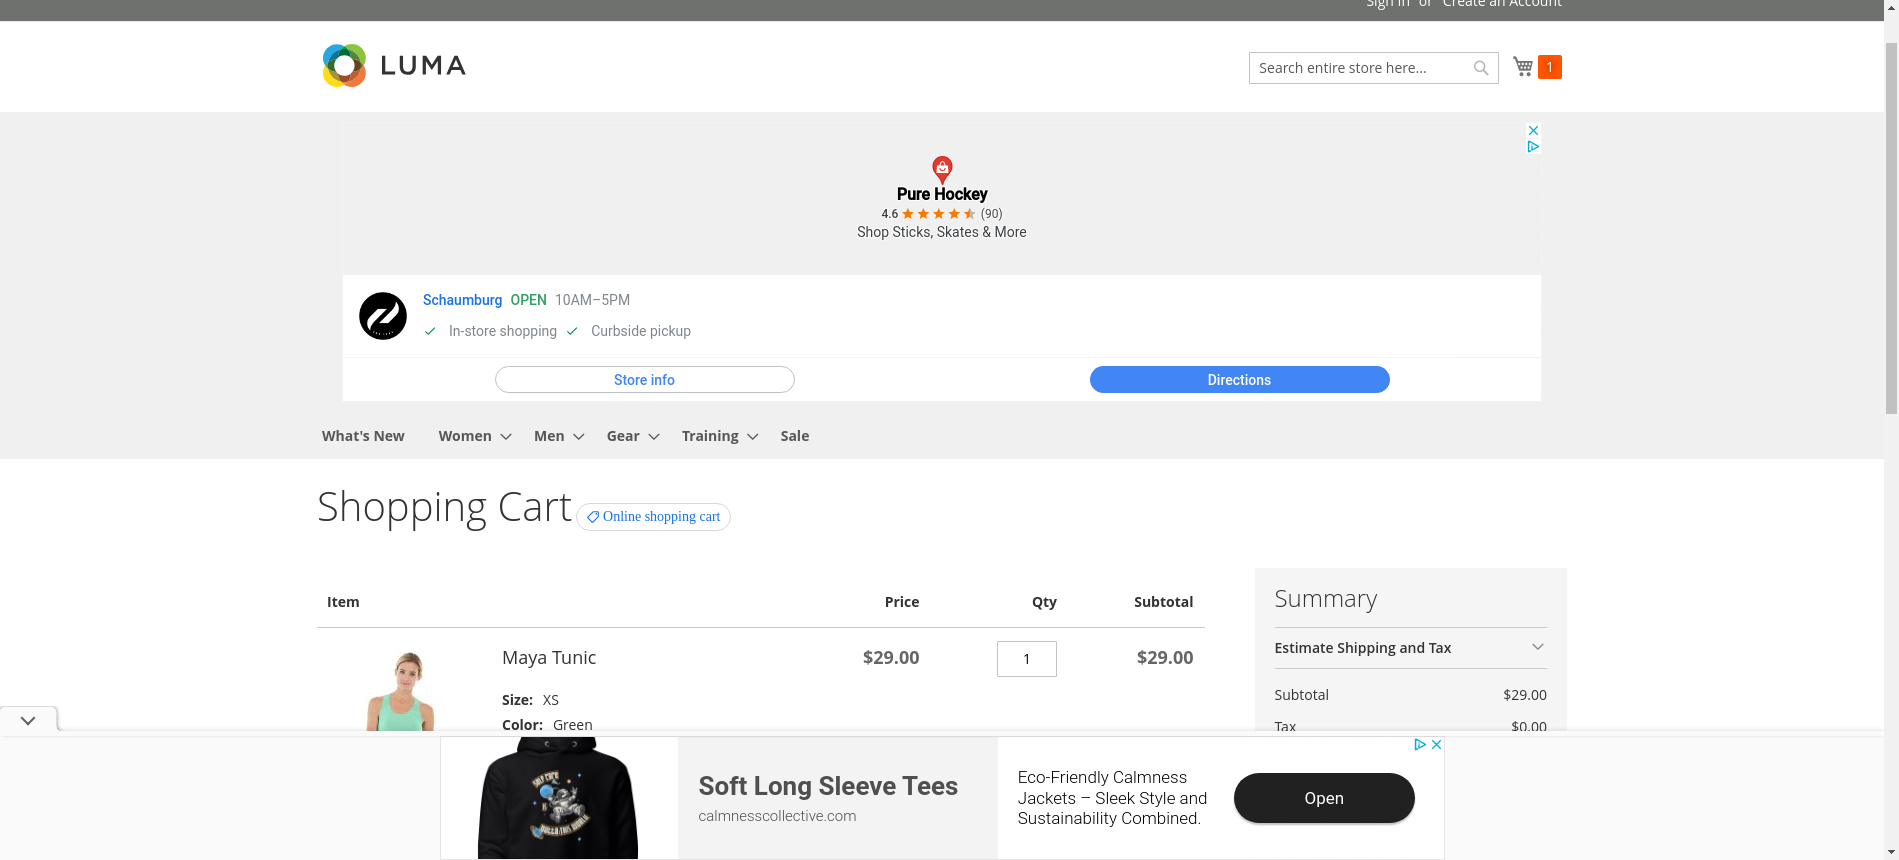 Sign In or Create an Account
LUMA
Search entire store here...
1
Pure Hockey
4.6 (90)
Shop Sticks, Skates & More
Schaumburg OPEN 10AM–5PM
In-store shopping Curbside pickup
Store info
Directions
What's New Women Men Gear Training Sale
Shopping Cart
Online shopping cart
Item Price Qty Subtotal
Maya Tunic $29.00 1 $29.00
Size: XS
Color: Green
Summary
Estimate Shipping and Tax
Subtotal $29.00
Tax $0.00
Soft Long Sleeve Tees
calmnesscollective.com
Eco-Friendly Calmness
Jackets – Sleek Style and
Sustainability Combined.
Open